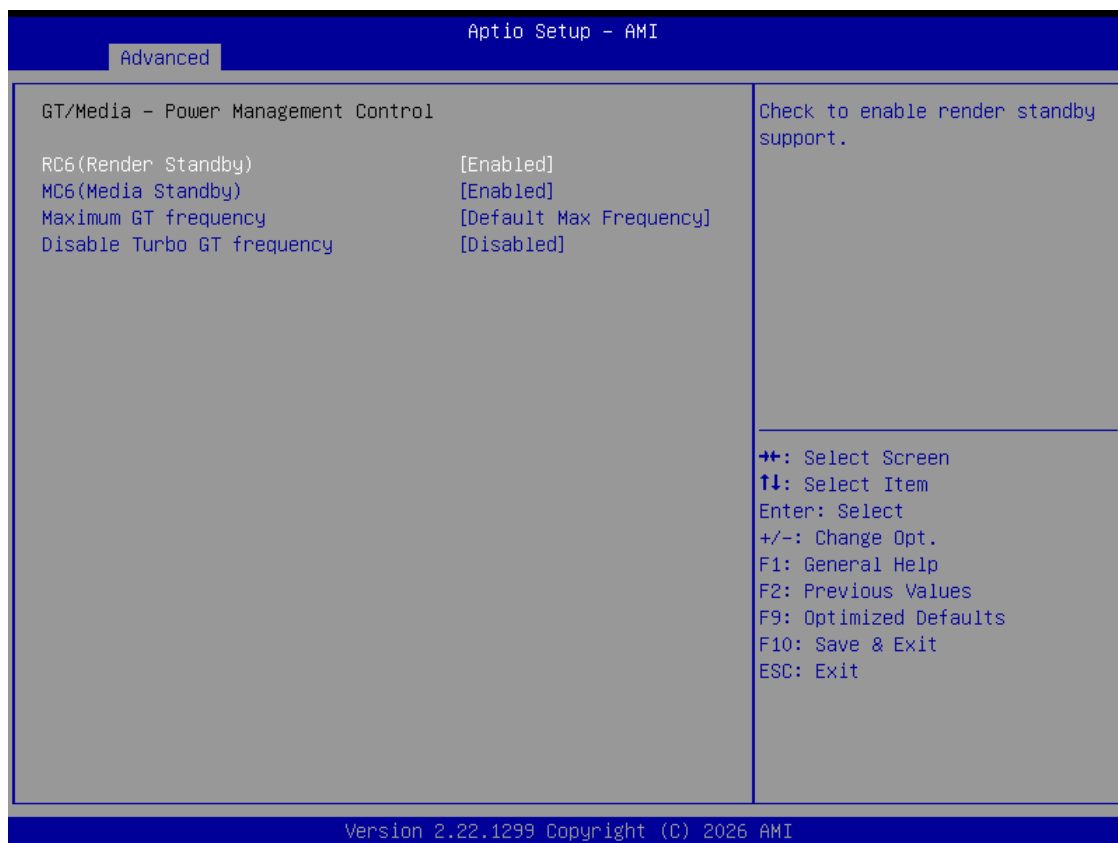 Aptio Setup – AMI
Advanced
GT/Media – Power Management Control
RC6(Render Standby) [Enabled]
MC6(Media Standby) [Enabled]
Maximum GT frequency [Default Max Frequency]
Disable Turbo GT frequency [Disabled]
Check to enable render standby
support.
→←: Select Screen
↑↓: Select Item
Enter: Select
+/-: Change Opt.
F1: General Help
F2: Previous Values
F9: Optimized Defaults
F10: Save & Exit
ESC: Exit
Version 2.22.1299 Copyright (C) 2026 AMI